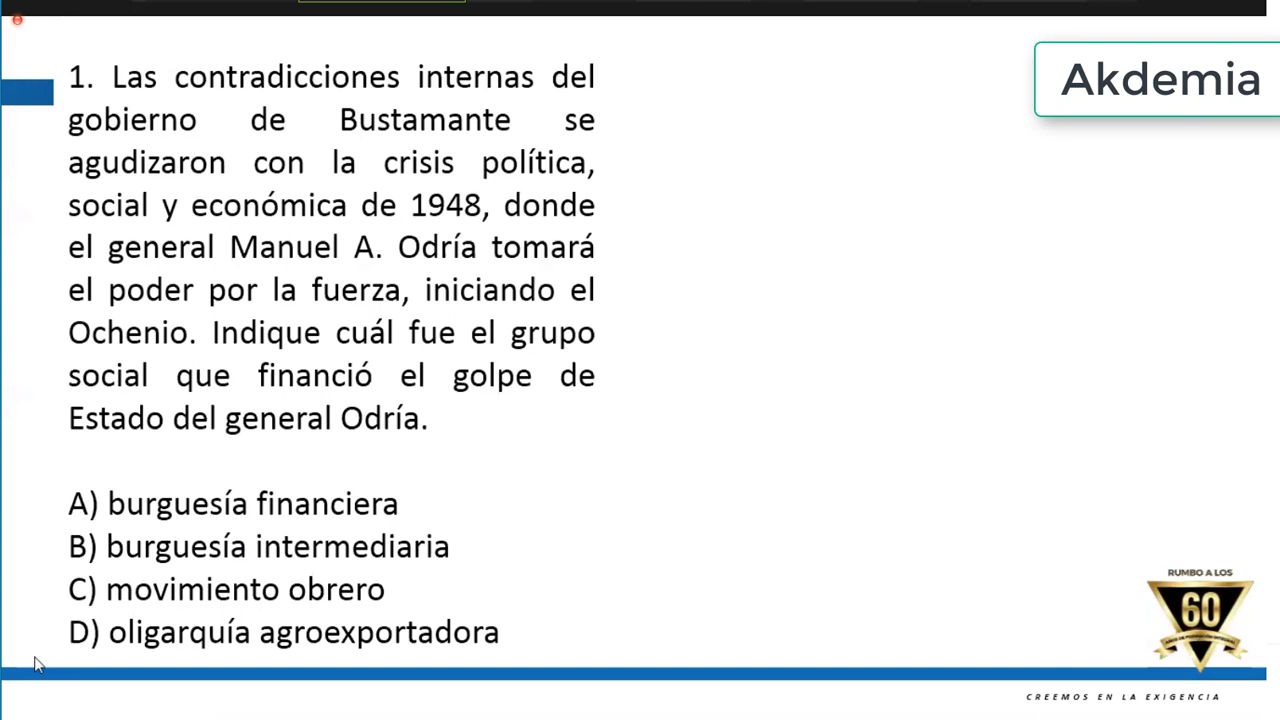 Akdemia
1. Las contradicciones internas del
gobierno de Bustamante se
agudizaron con la crisis política,
social y económica de 1948, donde
el general Manuel A. Odría tomará
el poder por la fuerza, iniciando el
Ochenio. Indique cuál fue el grupo
social que financió el golpe de
Estado del general Odría.
A) burguesía financiera
B) burguesía intermediaria
C) movimiento obrero
D) oligarquía agroexportadora
RUMBO A LOS
60
CREEMOS EN LA EXIGENCIA